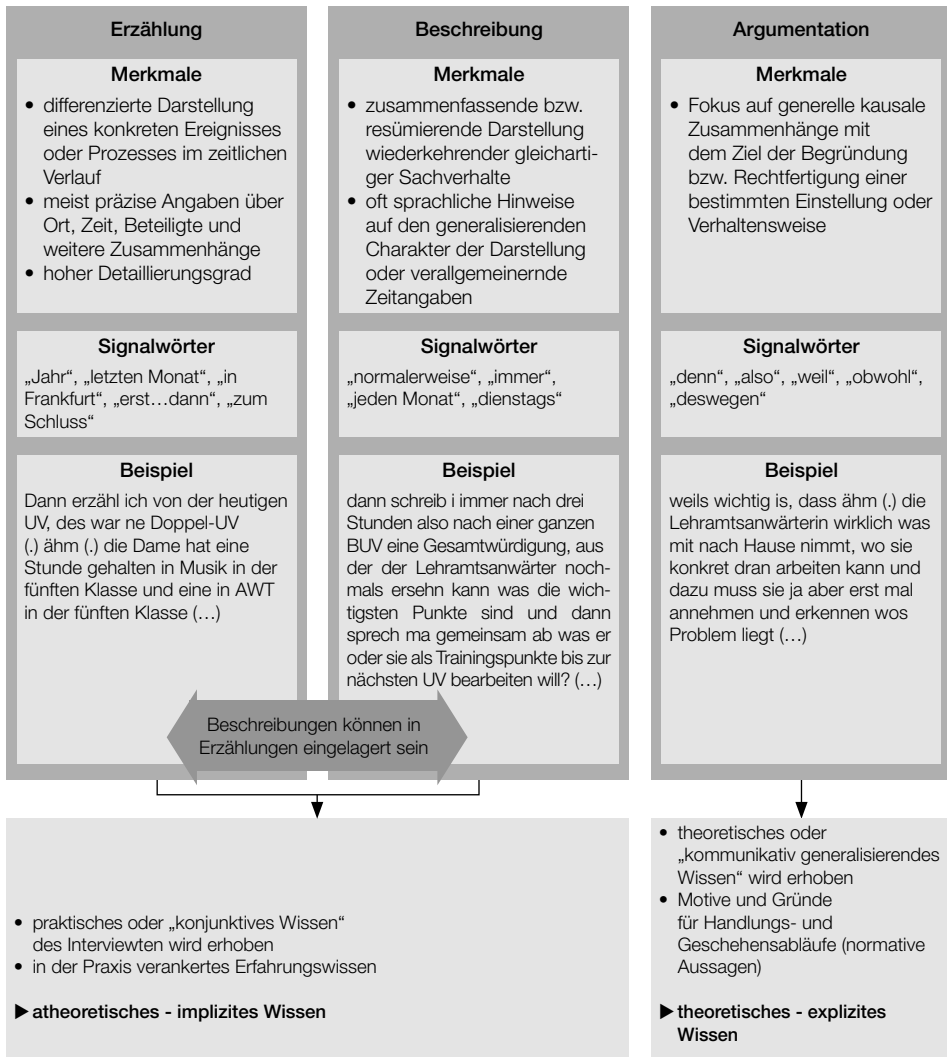 Erzählung
Merkmale
• differenzierte Darstellung
eines konkreten Ereignisses
oder Prozesses im zeitlichen
Verlauf
• meist präzise Angaben über
Ort, Zeit, Beteiligte und
weitere Zusammenhänge
• hoher Detaillierungsgrad
Signalwörter
„Jahr“, „letzten Monat“, „in
Frankfurt“, „erst…dann“, „zum
Schluss“
Beispiel
Dann erzähl ich von der heutigen
UV, des war ne Doppel-UV
(.) ähm (.) die Dame hat eine
Stunde gehalten in Musik in der
fünften Klasse und eine in AWT
in der fünften Klasse (…)
Beschreibung
Merkmale
• zusammenfassende bzw.
resümierende Darstellung
wiederkehrender gleicharti-
ger Sachverhalte
• oft sprachliche Hinweise
auf den generalisierenden
Charakter der Darstellung
oder verallgemeinernde
Zeitangaben
Signalwörter
„normalerweise“, „immer“,
„jeden Monat“, „dienstags“
Beispiel
dann schreib i immer nach drei
Stunden also nach einer ganzen
BUV eine Gesamtwürdigung, aus
der der Lehramtsanwärter noch-
mals ersehn kann was die wich-
tigsten Punkte sind und dann
sprech ma gemeinsam ab was er
oder sie als Trainingspunkte bis zur
nächsten UV bearbeiten will? (…)
Beschreibungen können in
Erzählungen eingelagert sein
Argumentation
Merkmale
• Fokus auf generelle kausale
Zusammenhänge mit
dem Ziel der Begründung
bzw. Rechtfertigung einer
bestimmten Einstellung oder
Verhaltensweise
Signalwörter
„denn“, „also“, „weil“, „obwohl“,
„deswegen“
Beispiel
weils wichtig is, dass ähm (.) die
Lehramtsanwärterin wirklich was
mit nach Hause nimmt, wo sie
konkret dran arbeiten kann und
dazu muss sie ja aber erst mal
annehmen und erkennen wos
Problem liegt (…)
• praktisches oder „konjunktives Wissen“
des Interviewten wird erhoben
• in der Praxis verankertes Erfahrungswissen
▶ atheoretisches - implizites Wissen
• theoretisches oder
„kommunikativ generalisierendes
Wissen“ wird erhoben
• Motive und Gründe
für Handlungs- und
Geschehensabläufe (normative
Aussagen)
▶ theoretisches - explizites
Wissen